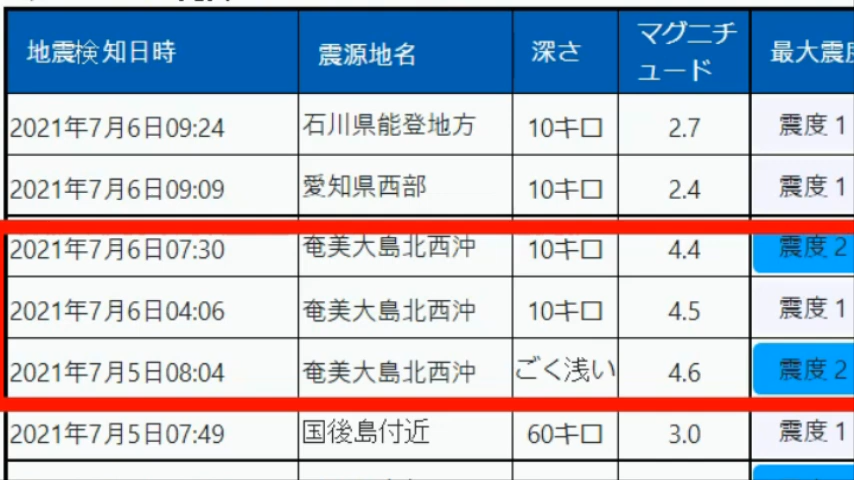 地震検知日時 震源地名 深さ マグニチュード 最大震度
2021年7月6日09:24 石川県能登地方 10キロ 2.7 震度1
2021年7月6日09:09 愛知県西部 10キロ 2.4 震度1
2021年7月6日07:30 奄美大島北西沖 10キロ 4.4 震度2
2021年7月6日04:06 奄美大島北西沖 10キロ 4.5 震度1
2021年7月5日08:04 奄美大島北西沖 ごく浅い 4.6 震度2
2021年7月5日07:49 国後島付近 60キロ 3.0 震度1